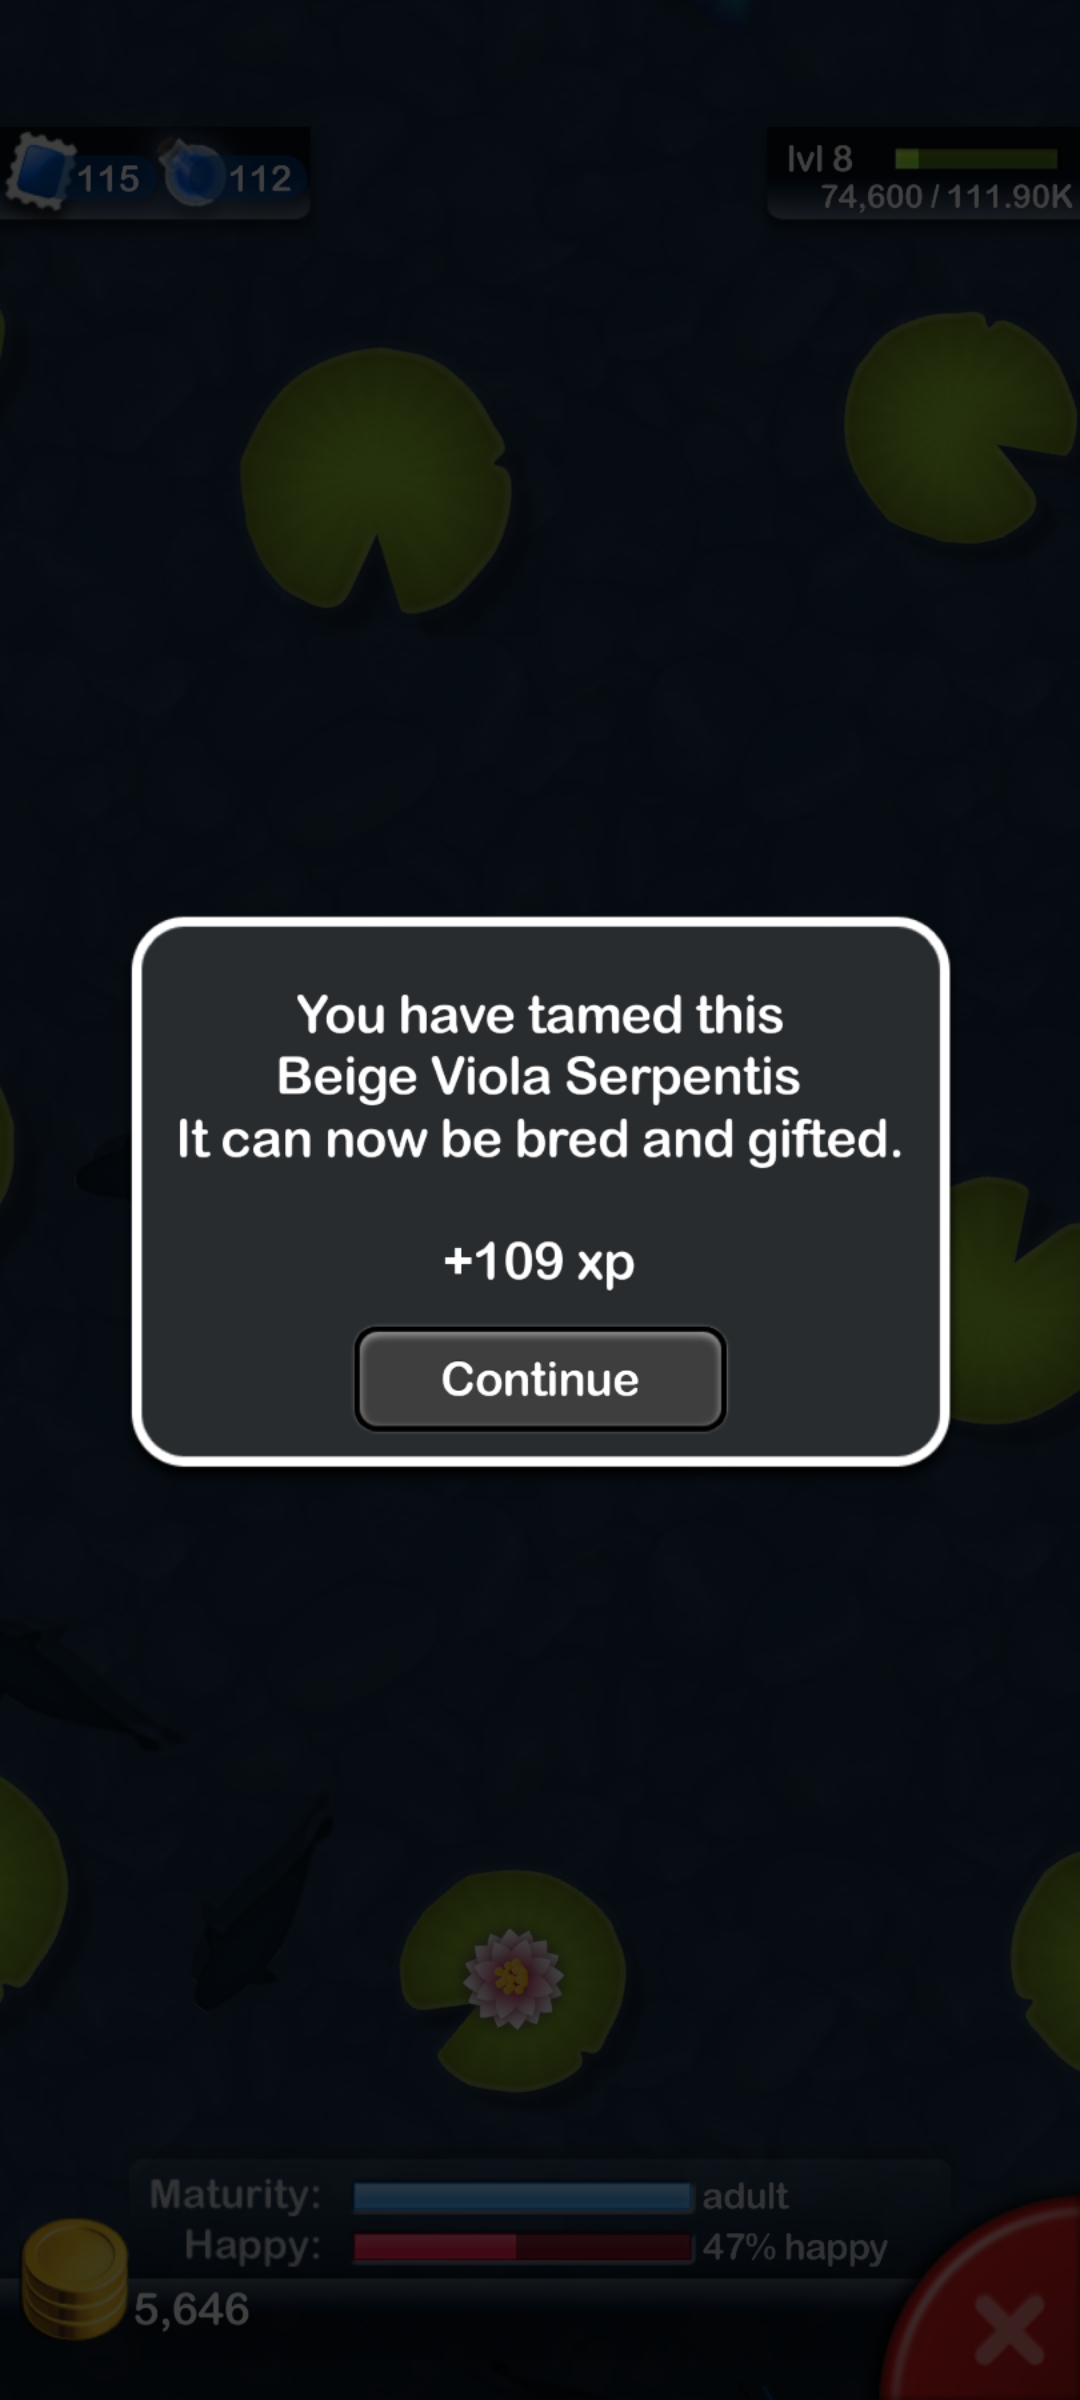 115 112
lvl 8
74,600 / 111.90K
You have tamed this
Beige Viola Serpentis
It can now be bred and gifted.
+109 xp
Continue
Maturity: adult
Happy: 47% happy
5,646